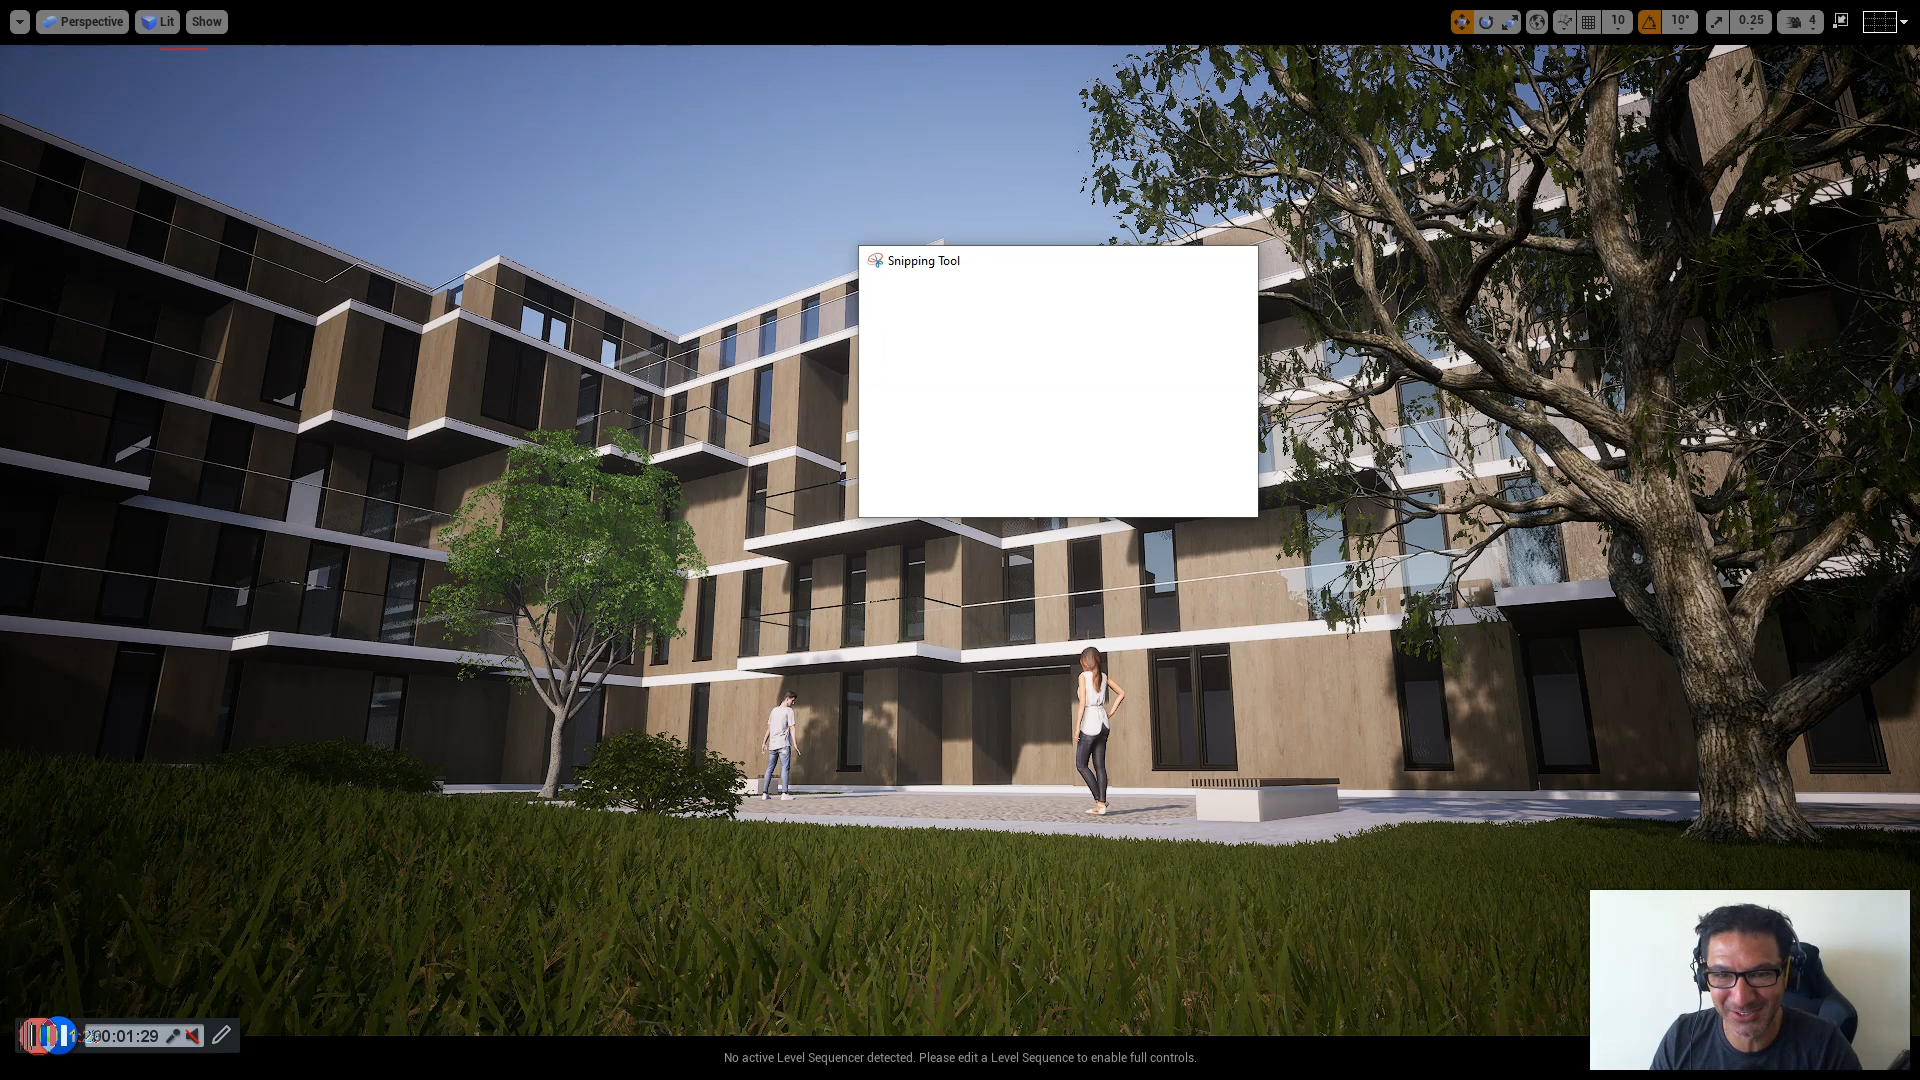 Perspective
Lit
Show
10
10°
0.25
4
Snipping Tool
00:01:29
No active Level Sequencer detected. Please edit a Level Sequence to enable full controls.